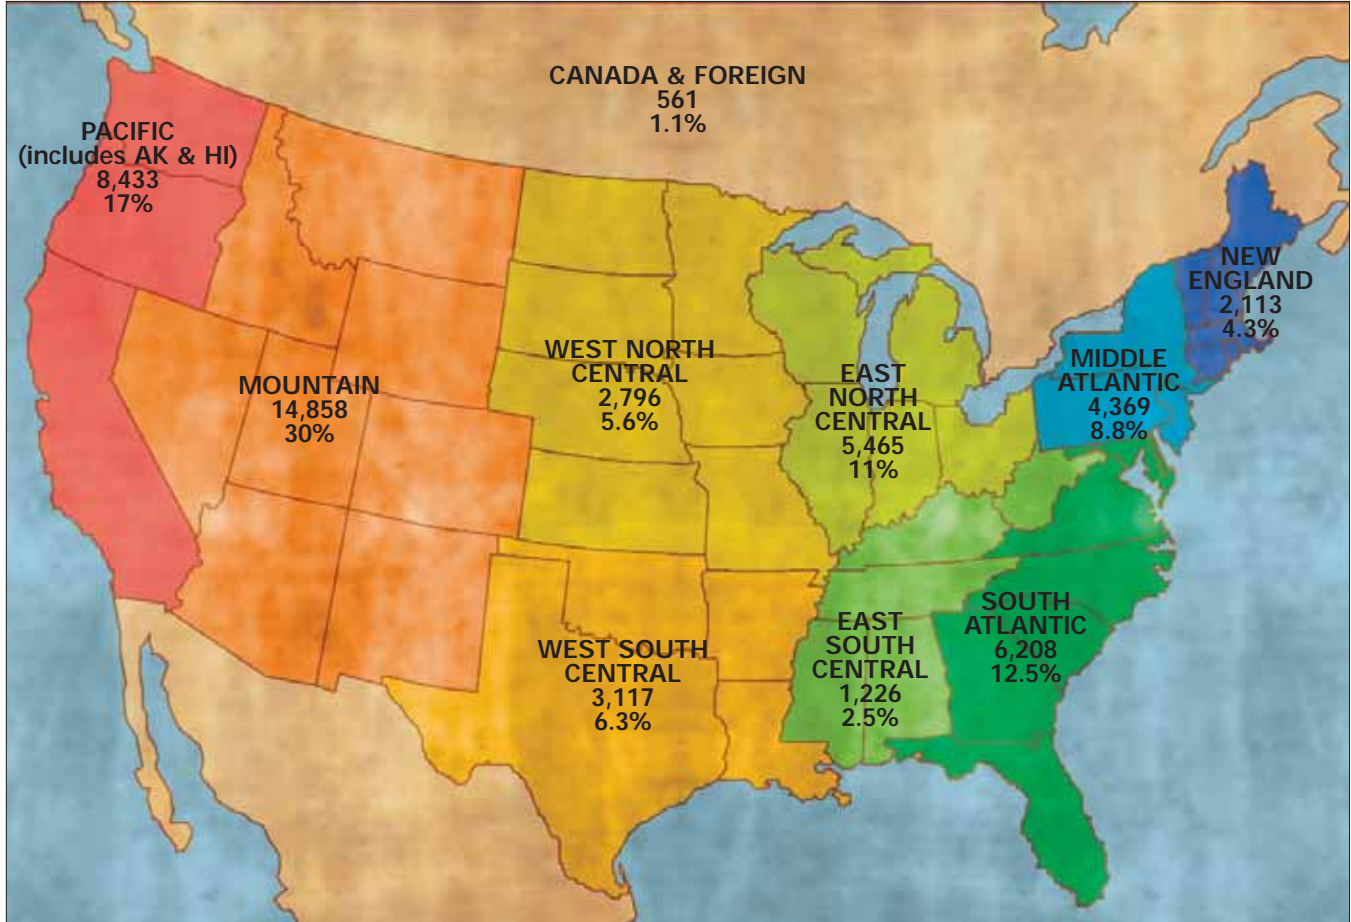 CANADA & FOREIGN
561
1.1%
PACIFIC
(includes AK & HI)
8,433
17%
NEW
ENGLAND
2,113
4.3%
WEST NORTH
CENTRAL
2,796
5.6%
EAST
NORTH
CENTRAL
5,465
11%
MIDDLE
ATLANTIC
4,369
8.8%
MOUNTAIN
14,858
30%
WEST SOUTH
CENTRAL
3,117
6.3%
EAST
SOUTH
CENTRAL
1,226
2.5%
SOUTH
ATLANTIC
6,208
12.5%